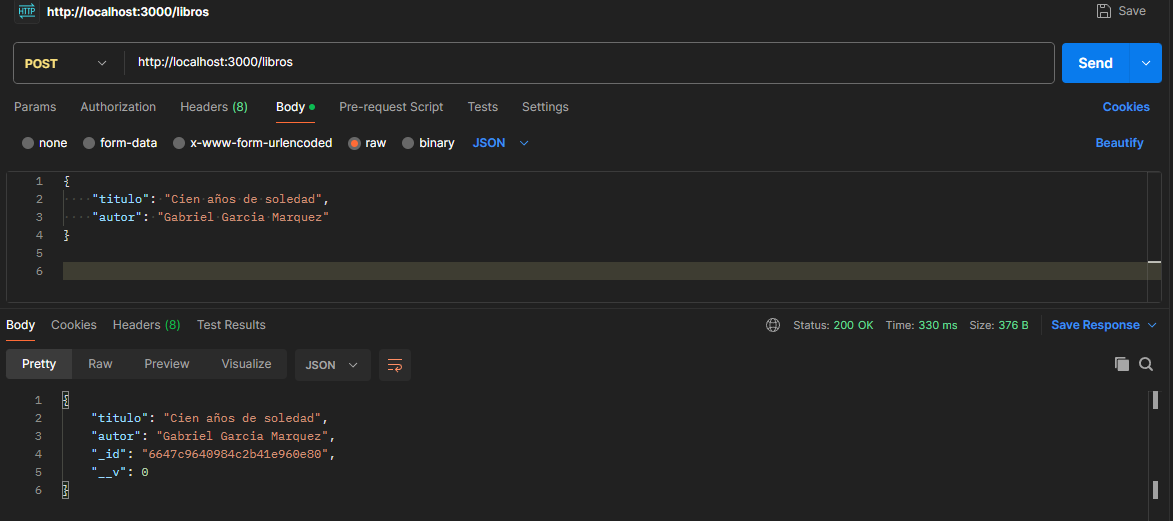 HTTP http://localhost:3000/libros Save
POST http://localhost:3000/libros Send
Params Authorization Headers (8) Body Pre-request Script Tests Settings Cookies
none form-data x-www-form-urlencoded raw binary JSON Beautify
1 {
2 "titulo": "Cien años de soledad",
3 "autor": "Gabriel Garcia Marquez"
4 }
5
6
Body Cookies Headers (8) Test Results Status: 200 OK Time: 330 ms Size: 376 B Save Response
Pretty Raw Preview Visualize JSON
1 {
2 "titulo": "Cien años de soledad",
3 "autor": "Gabriel Garcia Marquez",
4 "_id": "6647c9640984c2b41e960e80",
5 "__v": 0
6 }